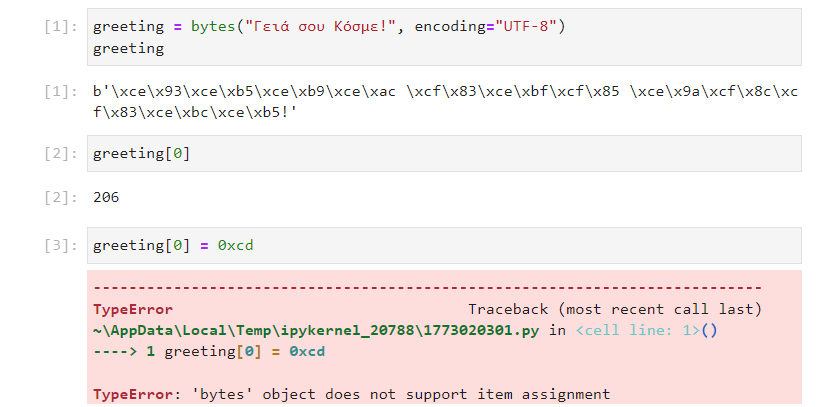 [1]: greeting = bytes("Γειά σου Κόσμε!", encoding="UTF-8")
greeting
[1]: b'\xce\x93\xce\xb5\xce\xb9\xce\xac \xcf\x83\xce\xbf\xcf\x85 \xce\x9a\xcf\x8c\xc
f\x83\xce\xbc\xce\xb5!'
[2]: greeting[0]
[2]: 206
[3]: greeting[0] = 0xcd
---------------------------------------------------------------------------
TypeError                                 Traceback (most recent call last)
~\AppData\Local\Temp\ipykernel_20788\1773020301.py in <cell line: 1>()
----> 1 greeting[0] = 0xcd
TypeError: 'bytes' object does not support item assignment